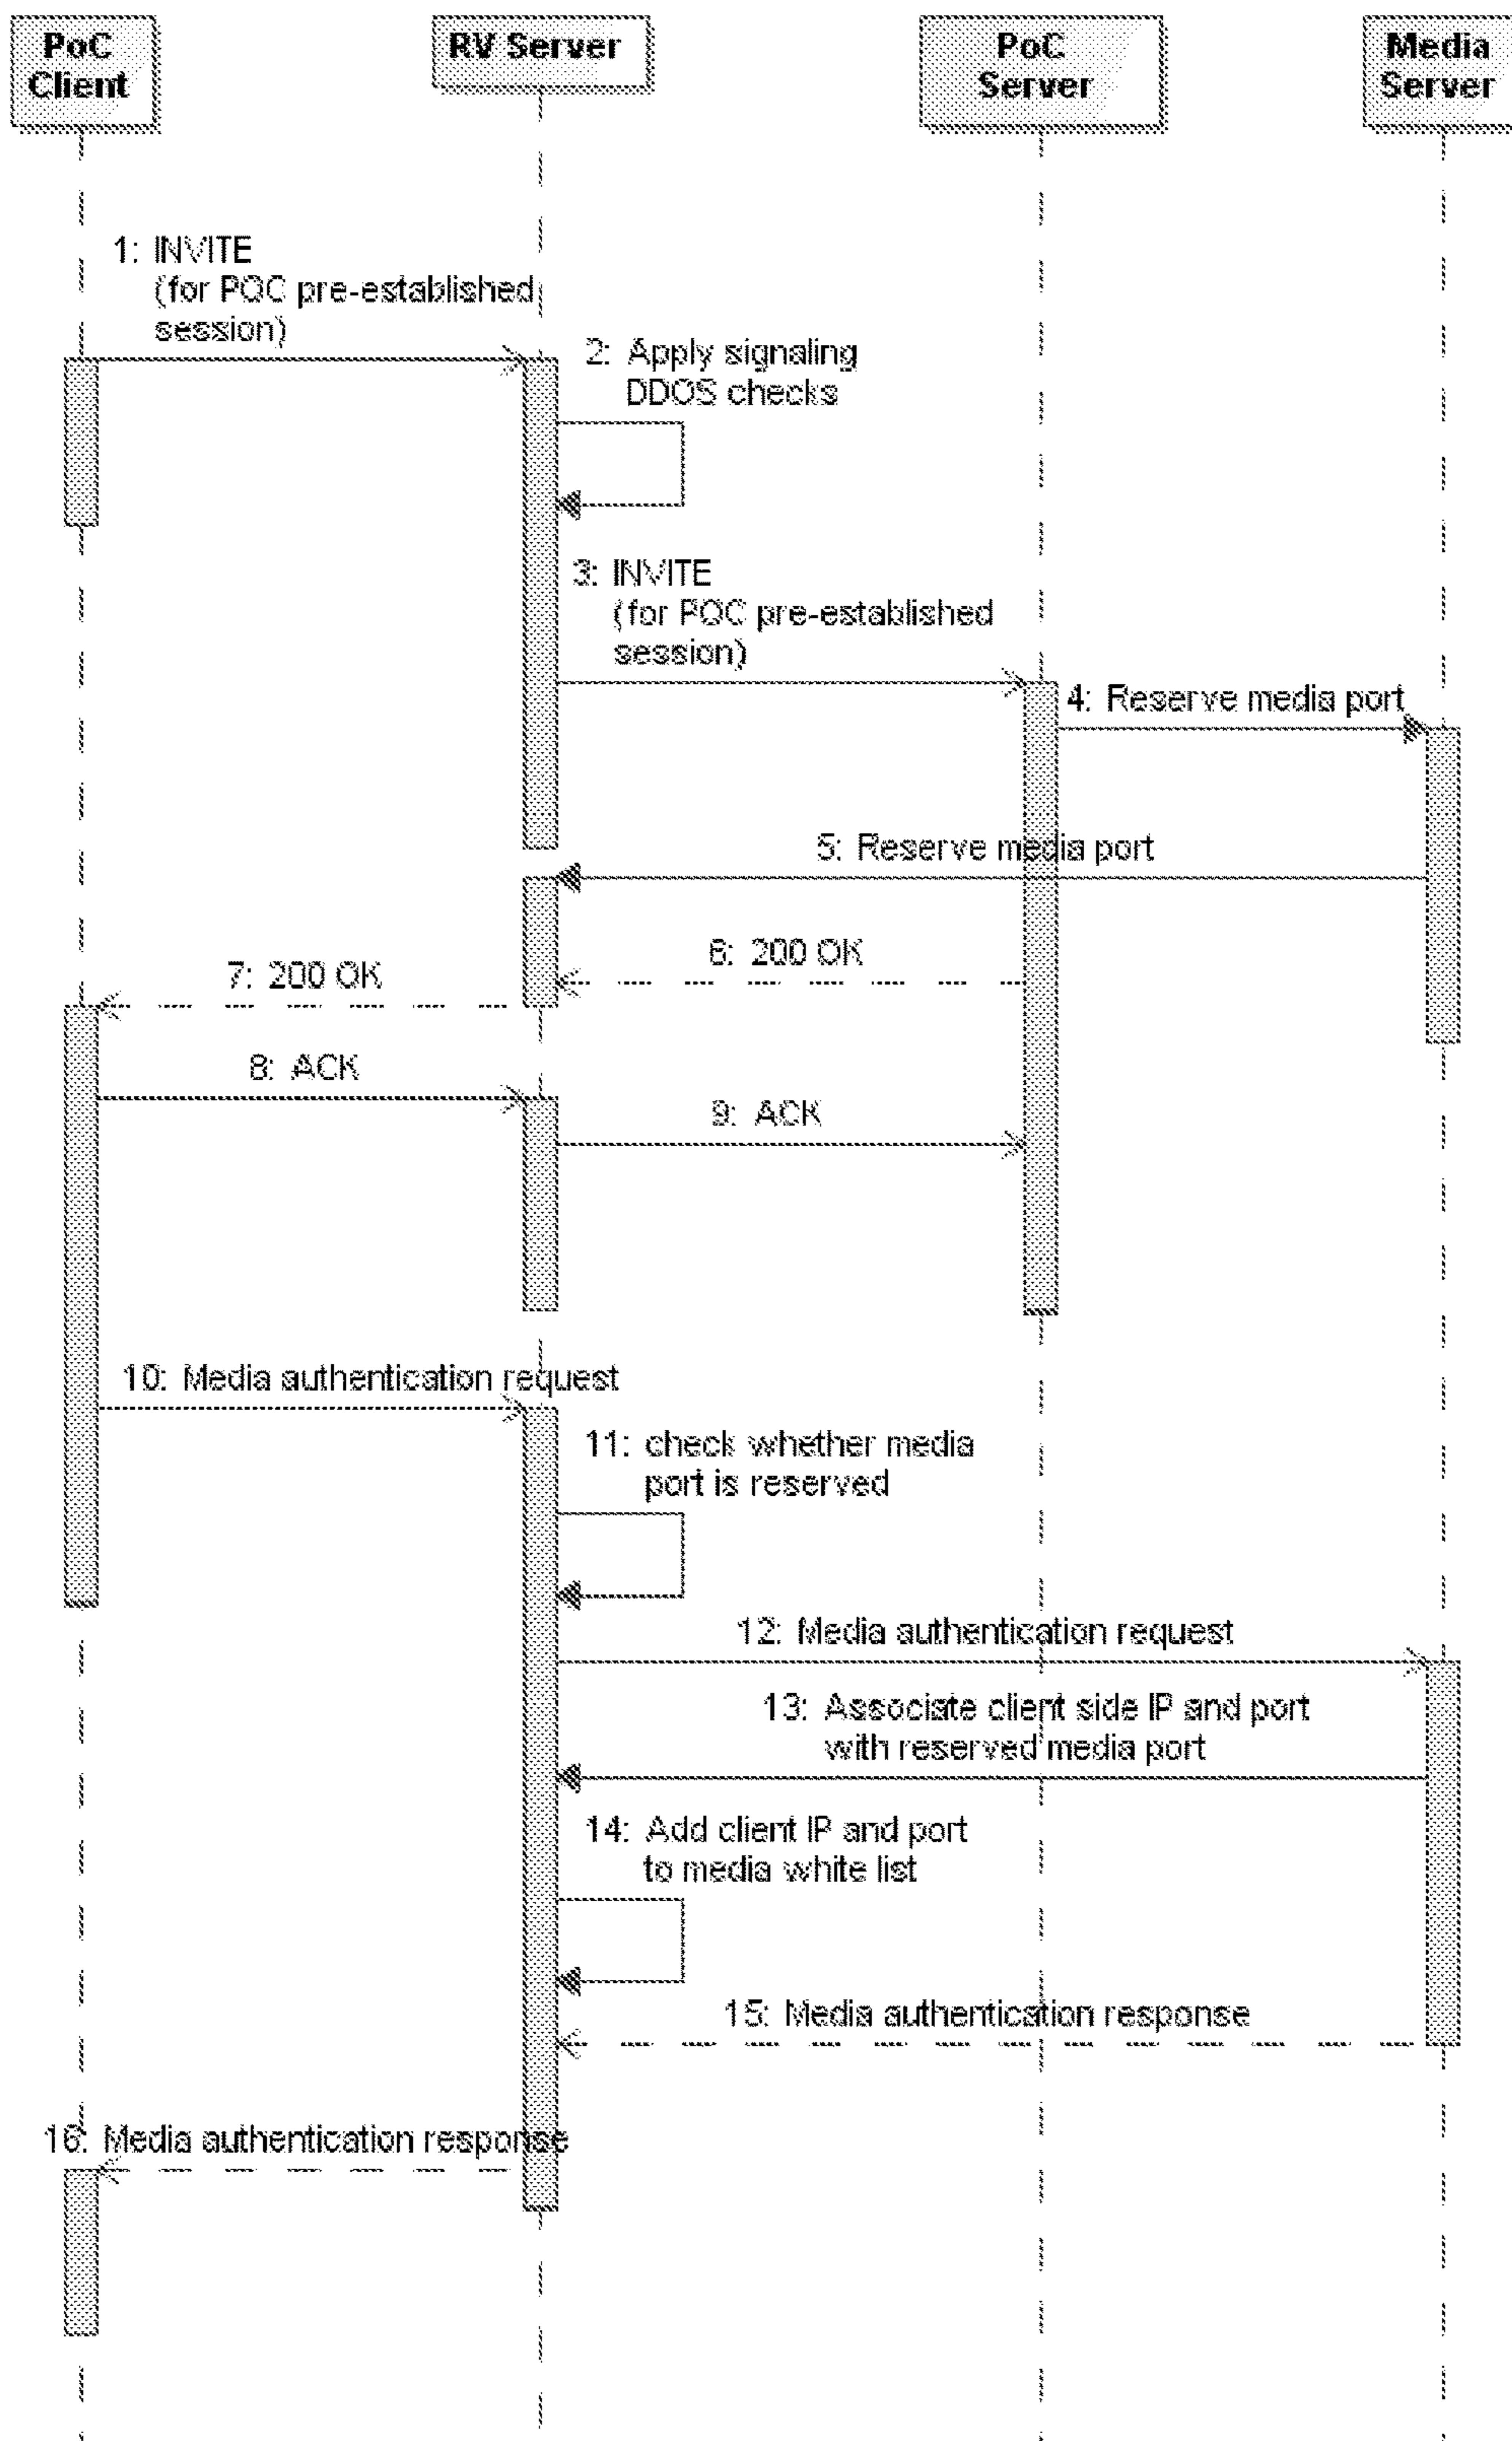 PoC
Client
RV Server
PoC
Server
Media
Server
1: INVITE
(for POC pre-established
session)
2: Apply signaling
DDOS checks
3: INVITE
(for POC pre-established
session)
4: Reserve media port
5: Reserve media port
6: 200 OK
7: 200 OK
8: ACK
9: ACK
10: Media authentication request
11: check whether media
port is reserved
12: Media authentication request
13: Associate client side IP and port
with reserved media port
14: Add client IP and port
to media white list
15: Media authentication response
16: Media authentication response